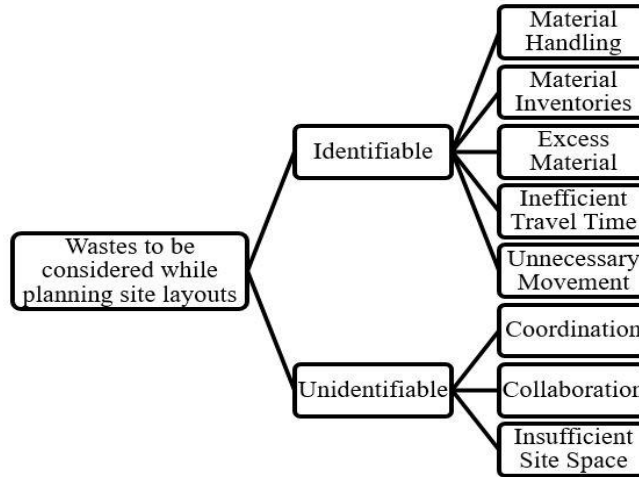 Material
Handling
Material
Inventories
Identifiable
Excess
Material
Inefficient
Travel Time
Wastes to be
considered while
planning site layouts
Unnecessary
Movement
Coordination
Unidentifiable
Collaboration
Insufficient
Site Space